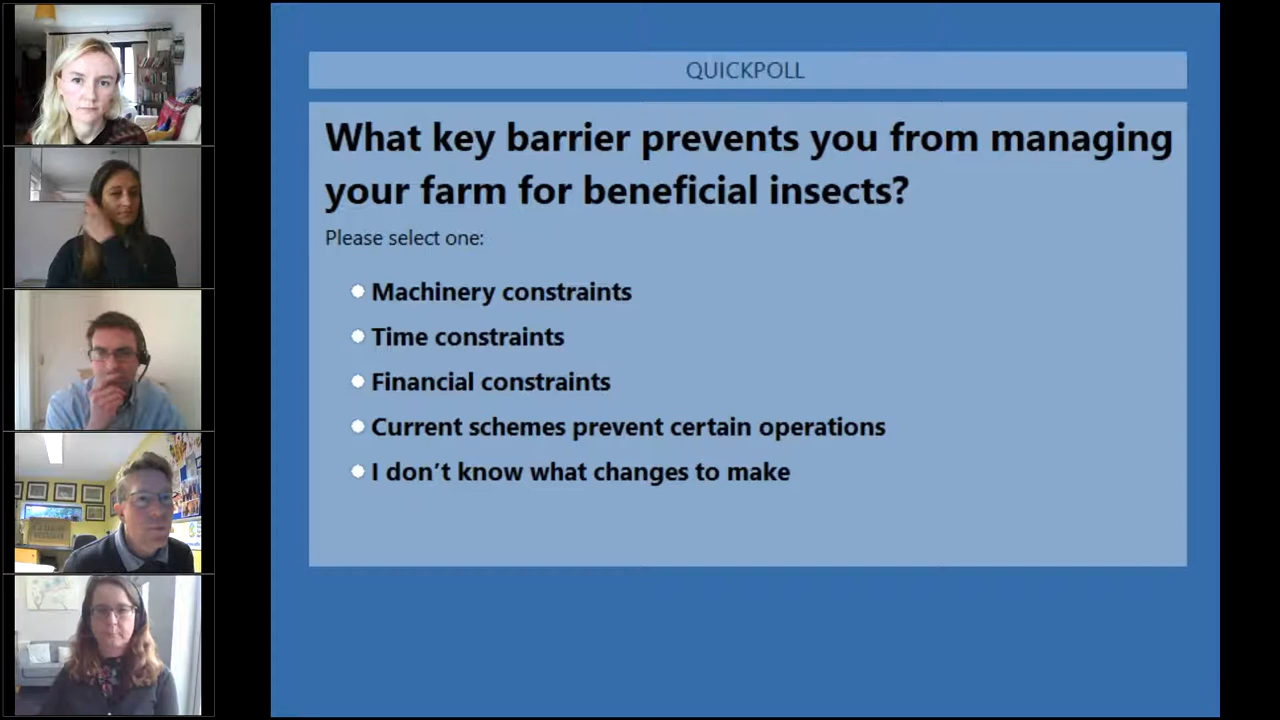 QUICKPOLL
What key barrier prevents you from managing
your farm for beneficial insects?
Please select one:
Machinery constraints
Time constraints
Financial constraints
Current schemes prevent certain operations
I don’t know what changes to make